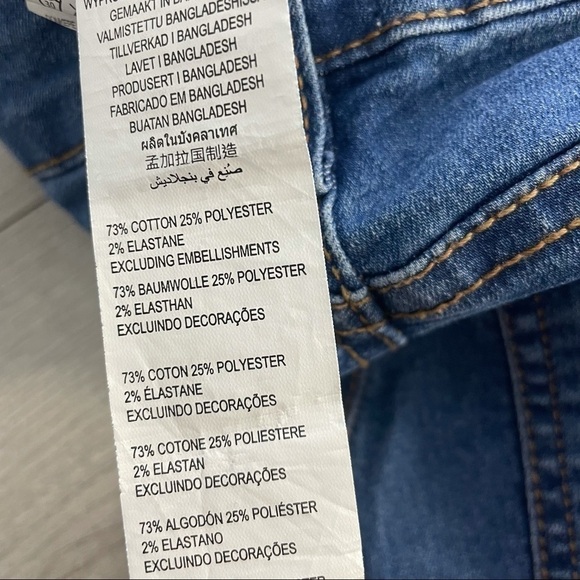 GEMAAKT IN
VALMISTETTU BANGLADESHISSA
TILLVERKAD I BANGLADESH
LAVET I BANGLADESH
PRODUSERT I BANGLADESH
FABRICADO EM BANGLADESH
BUATAN BANGLADESH
ผลิตในบังคลาเทศ
孟加拉国制造
صُنِع في بنجلاديش
73% COTTON 25% POLYESTER
2% ELASTANE
EXCLUDING EMBELLISHMENTS
73% BAUMWOLLE 25% POLYESTER
2% ELASTHAN
EXCLUINDO DECORAÇÕES
73% COTON 25% POLYESTER
2% ÉLASTANE
EXCLUINDO DECORAÇÕES
73% COTONE 25% POLIESTERE
2% ELASTAN
EXCLUINDO DECORAÇÕES
73% ALGODÓN 25% POLIÉSTER
2% ELASTANO
EXCLUINDO DECORAÇÕES